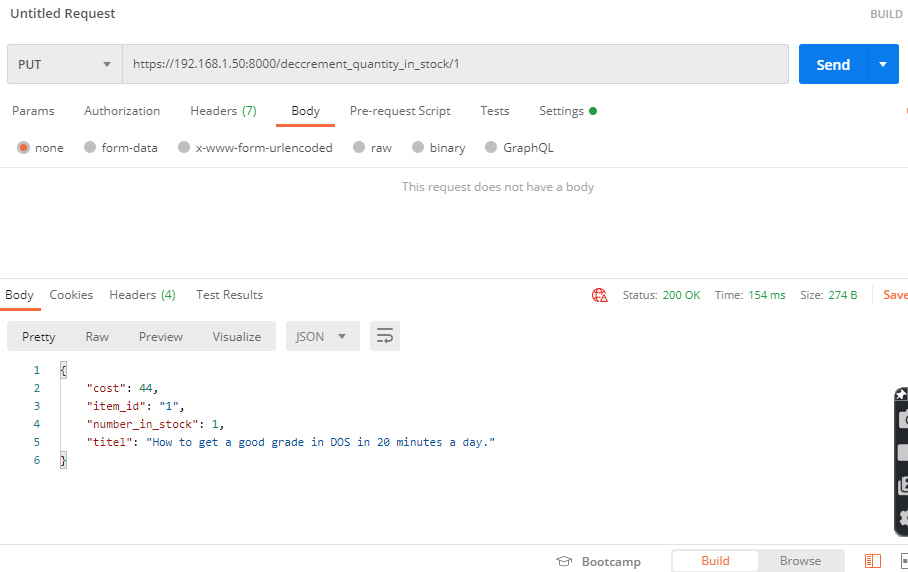 Untitled Request BUILD
PUT https://192.168.1.50:8000/deccrement_quantity_in_stock/1 Send
Params Authorization Headers (7) Body Pre-request Script Tests Settings
none form-data x-www-form-urlencoded raw binary GraphQL
This request does not have a body
Body Cookies Headers (4) Test Results Status: 200 OK Time: 154 ms Size: 274 B Save
Pretty Raw Preview Visualize JSON
1 {
2 "cost": 44,
3 "item_id": "1",
4 "number_in_stock": 1,
5 "titel": "How to get a good grade in DOS in 20 minutes a day."
6 }
Bootcamp Build Browse